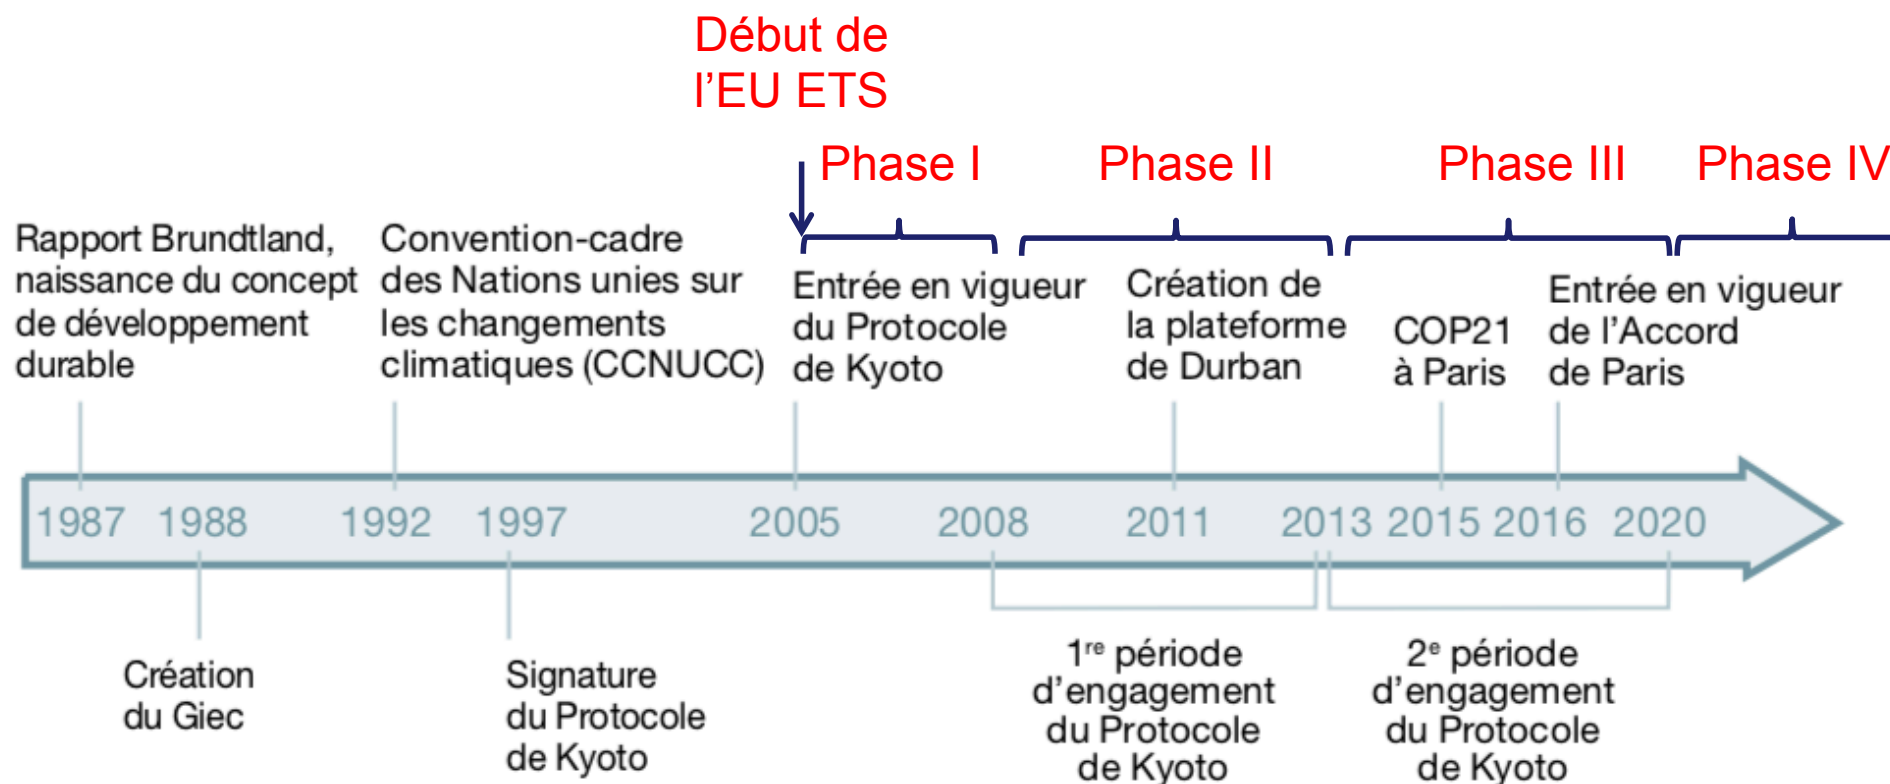 Début de
l'EU ETS
Phase I
Phase II
Phase III
Phase IV
Rapport Brundtland,
naissance du concept
de développement
durable
Convention-cadre
des Nations unies sur
les changements
climatiques (CCNUCC)
Entrée en vigueur
du Protocole
de Kyoto
Création de
la plateforme
de Durban
COP21
à Paris
Entrée en vigueur
de l'Accord
de Paris
1987 1988 1992 1997 2005 2008 2011 2013 2015 2016 2020
Création
du Giec
Signature
du Protocole
de Kyoto
1re période
d'engagement
du Protocole
de Kyoto
2e période
d'engagement
du Protocole
de Kyoto